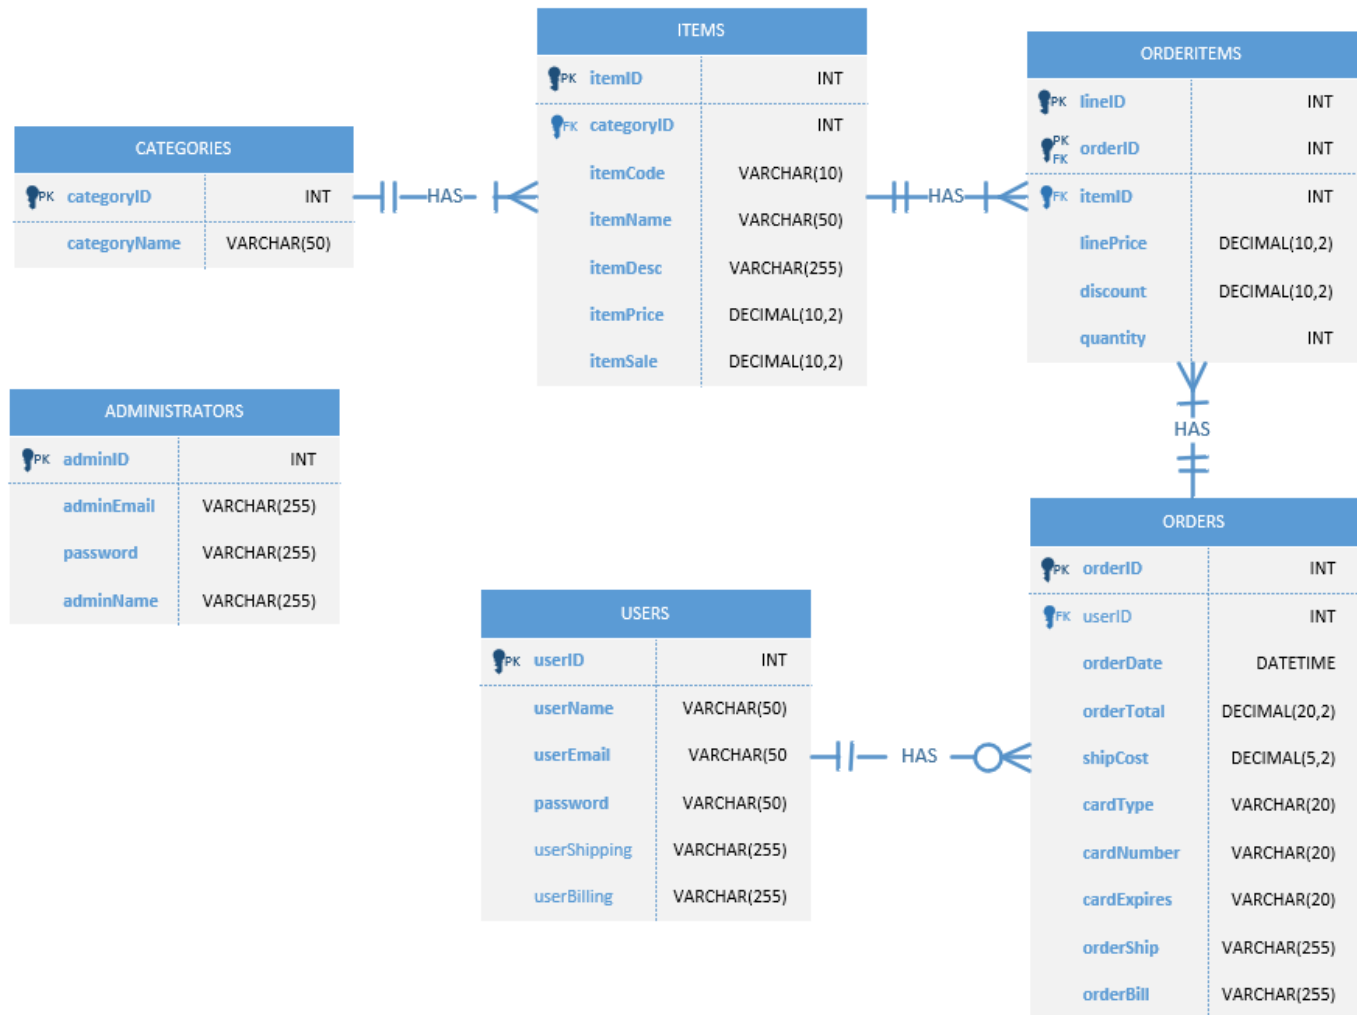 CATEGORIES
PK categoryID INT
categoryName VARCHAR(50)
HAS
ITEMS
PK itemID INT
FK categoryID INT
itemCode VARCHAR(10)
itemName VARCHAR(50)
itemDesc VARCHAR(255)
itemPrice DECIMAL(10,2)
itemSale DECIMAL(10,2)
HAS
ORDERITEMS
PK lineID INT
PK
FK orderID INT
FK itemID INT
linePrice DECIMAL(10,2)
discount DECIMAL(10,2)
quantity INT
HAS
ADMINISTRATORS
PK adminID INT
adminEmail VARCHAR(255)
password VARCHAR(255)
adminName VARCHAR(255)
USERS
PK userID INT
userName VARCHAR(50)
userEmail VARCHAR(50
password VARCHAR(50)
userShipping VARCHAR(255)
userBilling VARCHAR(255)
HAS
ORDERS
PK orderID INT
FK userID INT
orderDate DATETIME
orderTotal DECIMAL(20,2)
shipCost DECIMAL(5,2)
cardType VARCHAR(20)
cardNumber VARCHAR(20)
cardExpires VARCHAR(20)
orderShip VARCHAR(255)
orderBill VARCHAR(255)